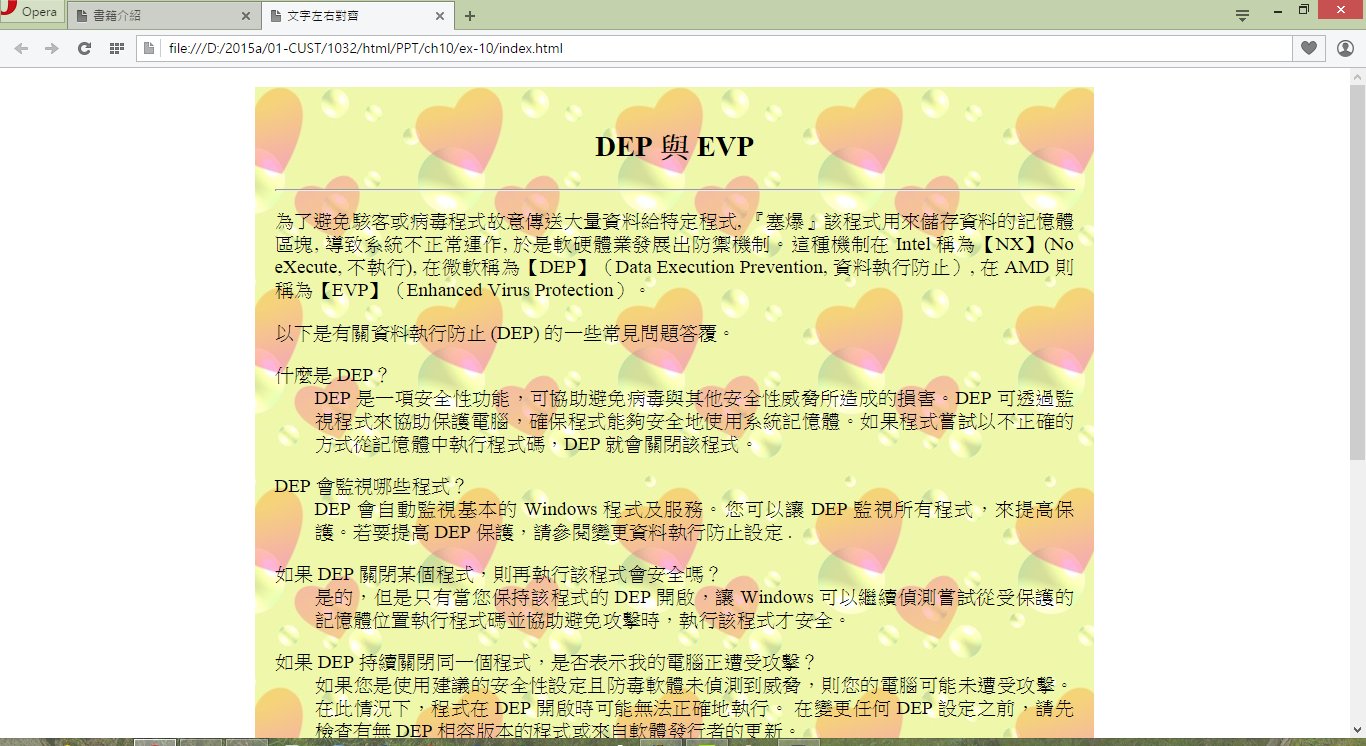 Opera
書籍介紹
文字左右對齊
file:///D:/2015a/01-CUST/1032/html/PPT/ch10/ex-10/index.html
DEP 與 EVP
為了避免駭客或病毒程式故意傳送大量資料給特定程式, 『塞爆』該程式用來儲存資料的記憶體
區塊, 導致系統不正常運作, 於是軟硬體業發展出防禦機制。這種機制在 Intel 稱為【NX】(No
eXecute, 不執行), 在微軟稱為【DEP】（Data Execution Prevention, 資料執行防止）, 在 AMD 則
稱為【EVP】（Enhanced Virus Protection）。
以下是有關資料執行防止 (DEP) 的一些常見問題答覆。
什麼是 DEP？
DEP 是一項安全性功能，可協助避免病毒與其他安全性威脅所造成的損害。DEP 可透過監
視程式來協助保護電腦，確保程式能夠安全地使用系統記憶體。如果程式嘗試以不正確的
方式從記憶體中執行程式碼，DEP 就會關閉該程式。
DEP 會監視哪些程式？
DEP 會自動監視基本的 Windows 程式及服務。您可以讓 DEP 監視所有程式，來提高保
護。若要提高 DEP 保護，請參閱變更資料執行防止設定 .
如果 DEP 關閉某個程式，則再執行該程式會安全嗎？
是的，但是只有當您保持該程式的 DEP 開啟，讓 Windows 可以繼續偵測嘗試從受保護的
記憶體位置執行程式碼並協助避免攻擊時，執行該程式才安全。
如果 DEP 持續關閉同一個程式，是否表示我的電腦正遭受攻擊？
如果您是使用建議的安全性設定且防毒軟體未偵測到威脅，則您的電腦可能未遭受攻擊。
在此情況下，程式在 DEP 開啟時可能無法正確地執行。 在變更任何 DEP 設定之前，請先
檢查有無 DEP 相容版本的程式或來自軟體發行者的更新。